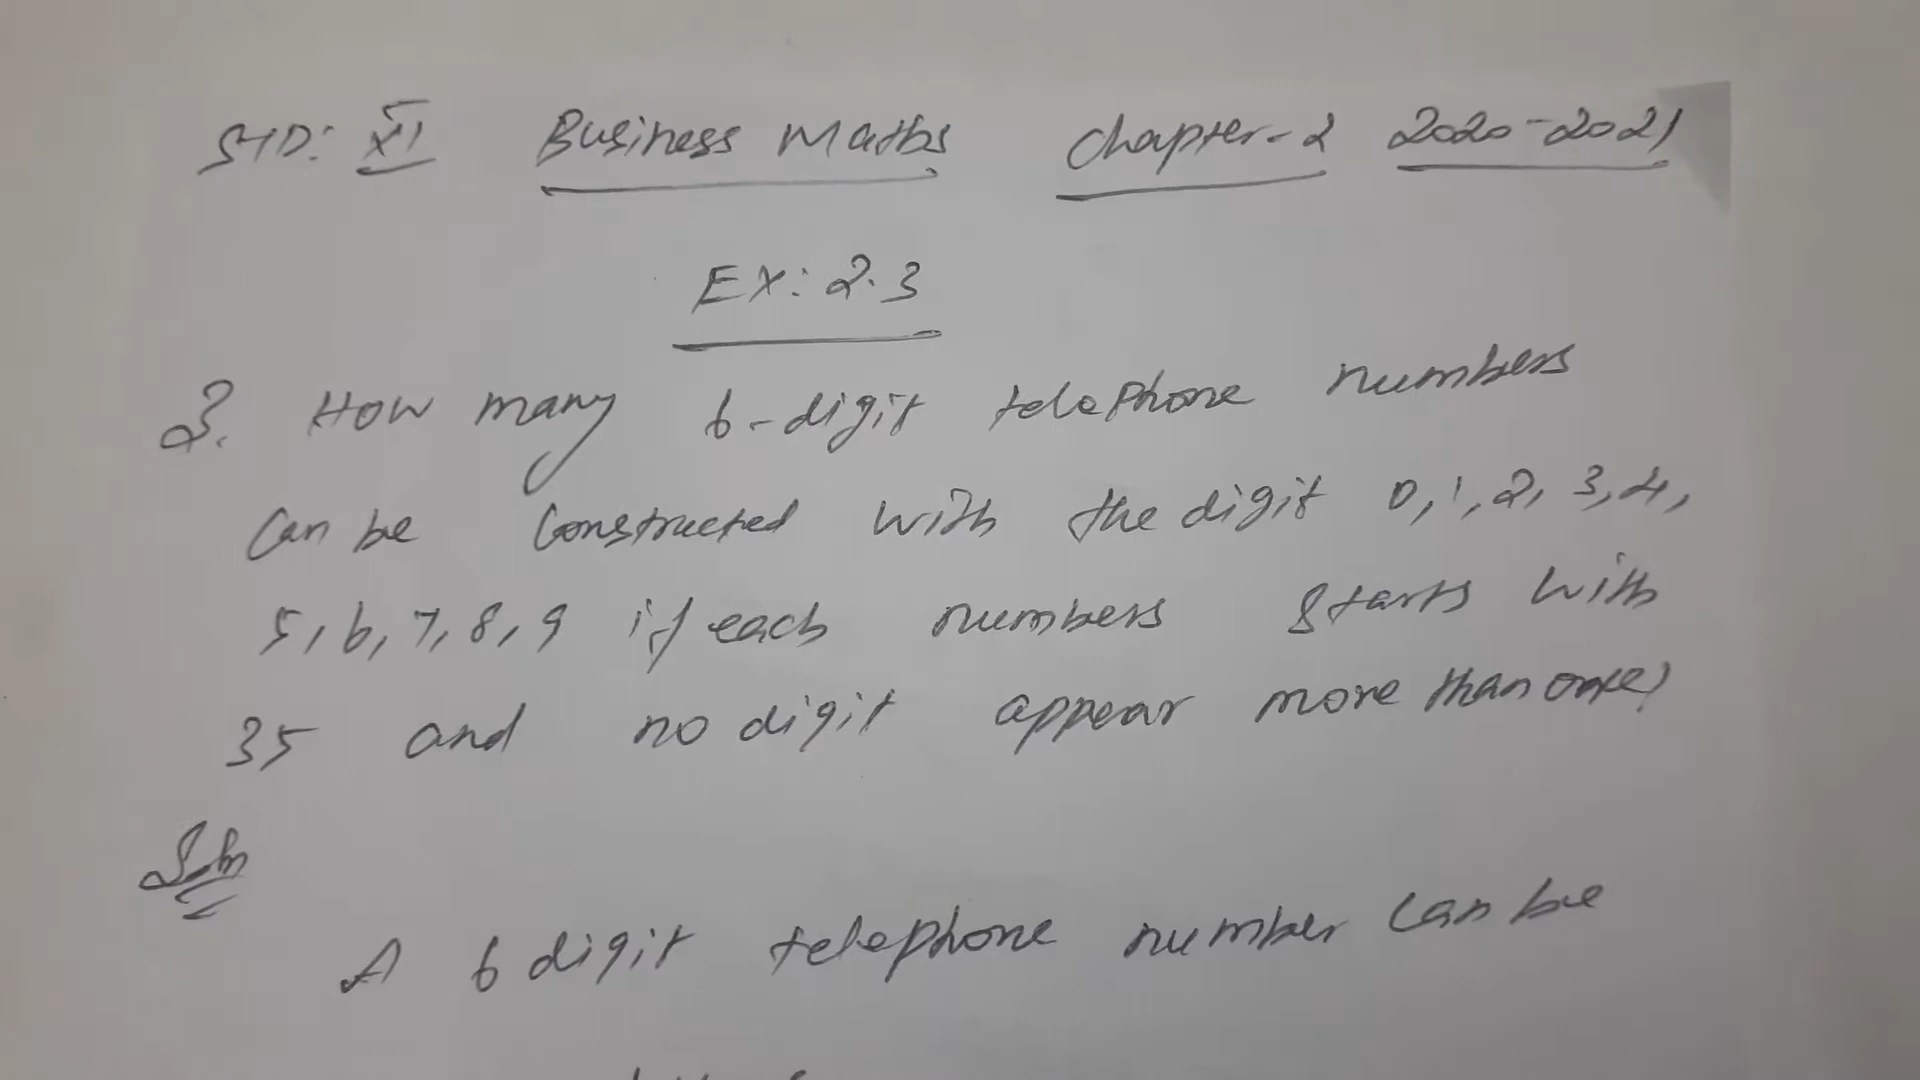 STD: XI Business Maths Chapter-2 2020-2021
EX: 2.3
2. How many 6-digit telephone numbers
Can be Constructed with the digit 0,1,2,3,4,
5,6,7,8,9 if each numbers starts with
35 and no digit appear more than once?
Soln
A 6 digit telephone number can be